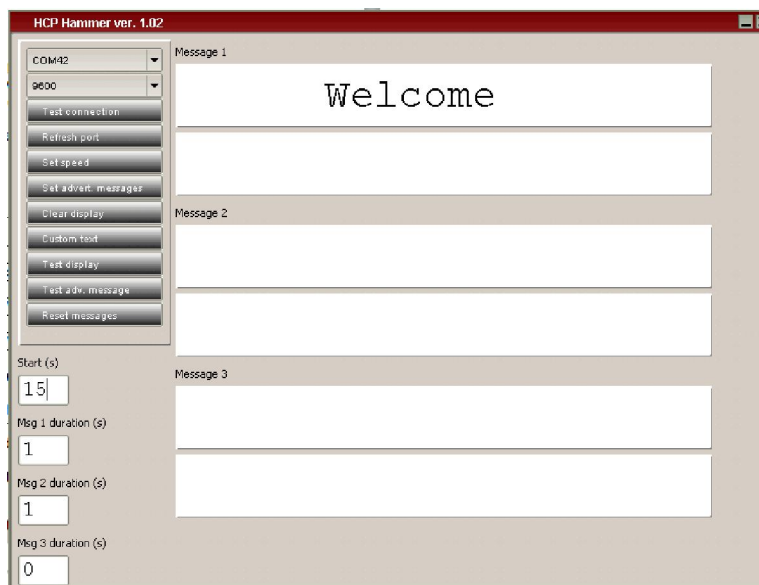 HCP Hammer ver. 1.02
COM42
9600
Test connection
Refresh port
Set speed
Set advert. messages
Clear display
Custom text
Test display
Test adv. message
Reset messages
Start (s)
15
Msg 1 duration (s)
1
Msg 2 duration (s)
1
Msg 3 duration (s)
0
Message 1
Welcome
Message 2
Message 3